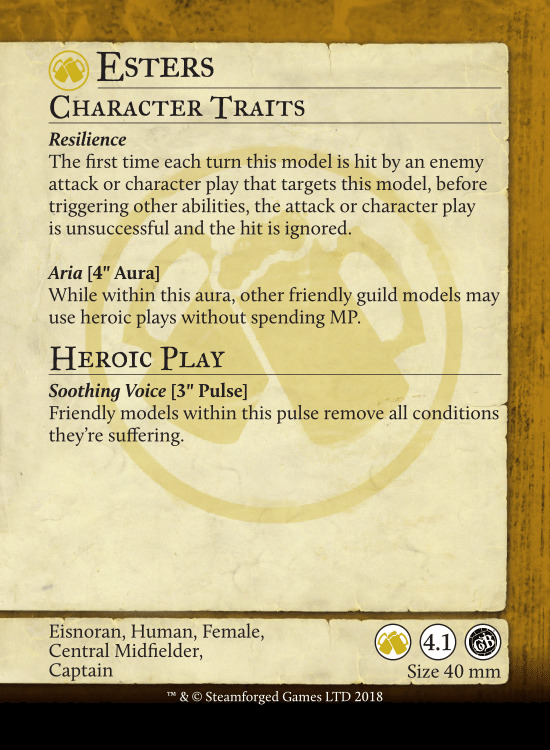 Esters
Character Traits
Resilience
The first time each turn this model is hit by an enemy
attack or character play that targets this model, before
triggering other abilities, the attack or character play
is unsuccessful and the hit is ignored.
Aria [4" Aura]
While within this aura, other friendly guild models may
use heroic plays without spending MP.
Heroic Play
Soothing Voice [3" Pulse]
Friendly models within this pulse remove all conditions
they're suffering.
Eisnoran, Human, Female,
Central Midfielder,
Captain
4.1
GB
Size 40 mm
™ & © Steamforged Games LTD 2018